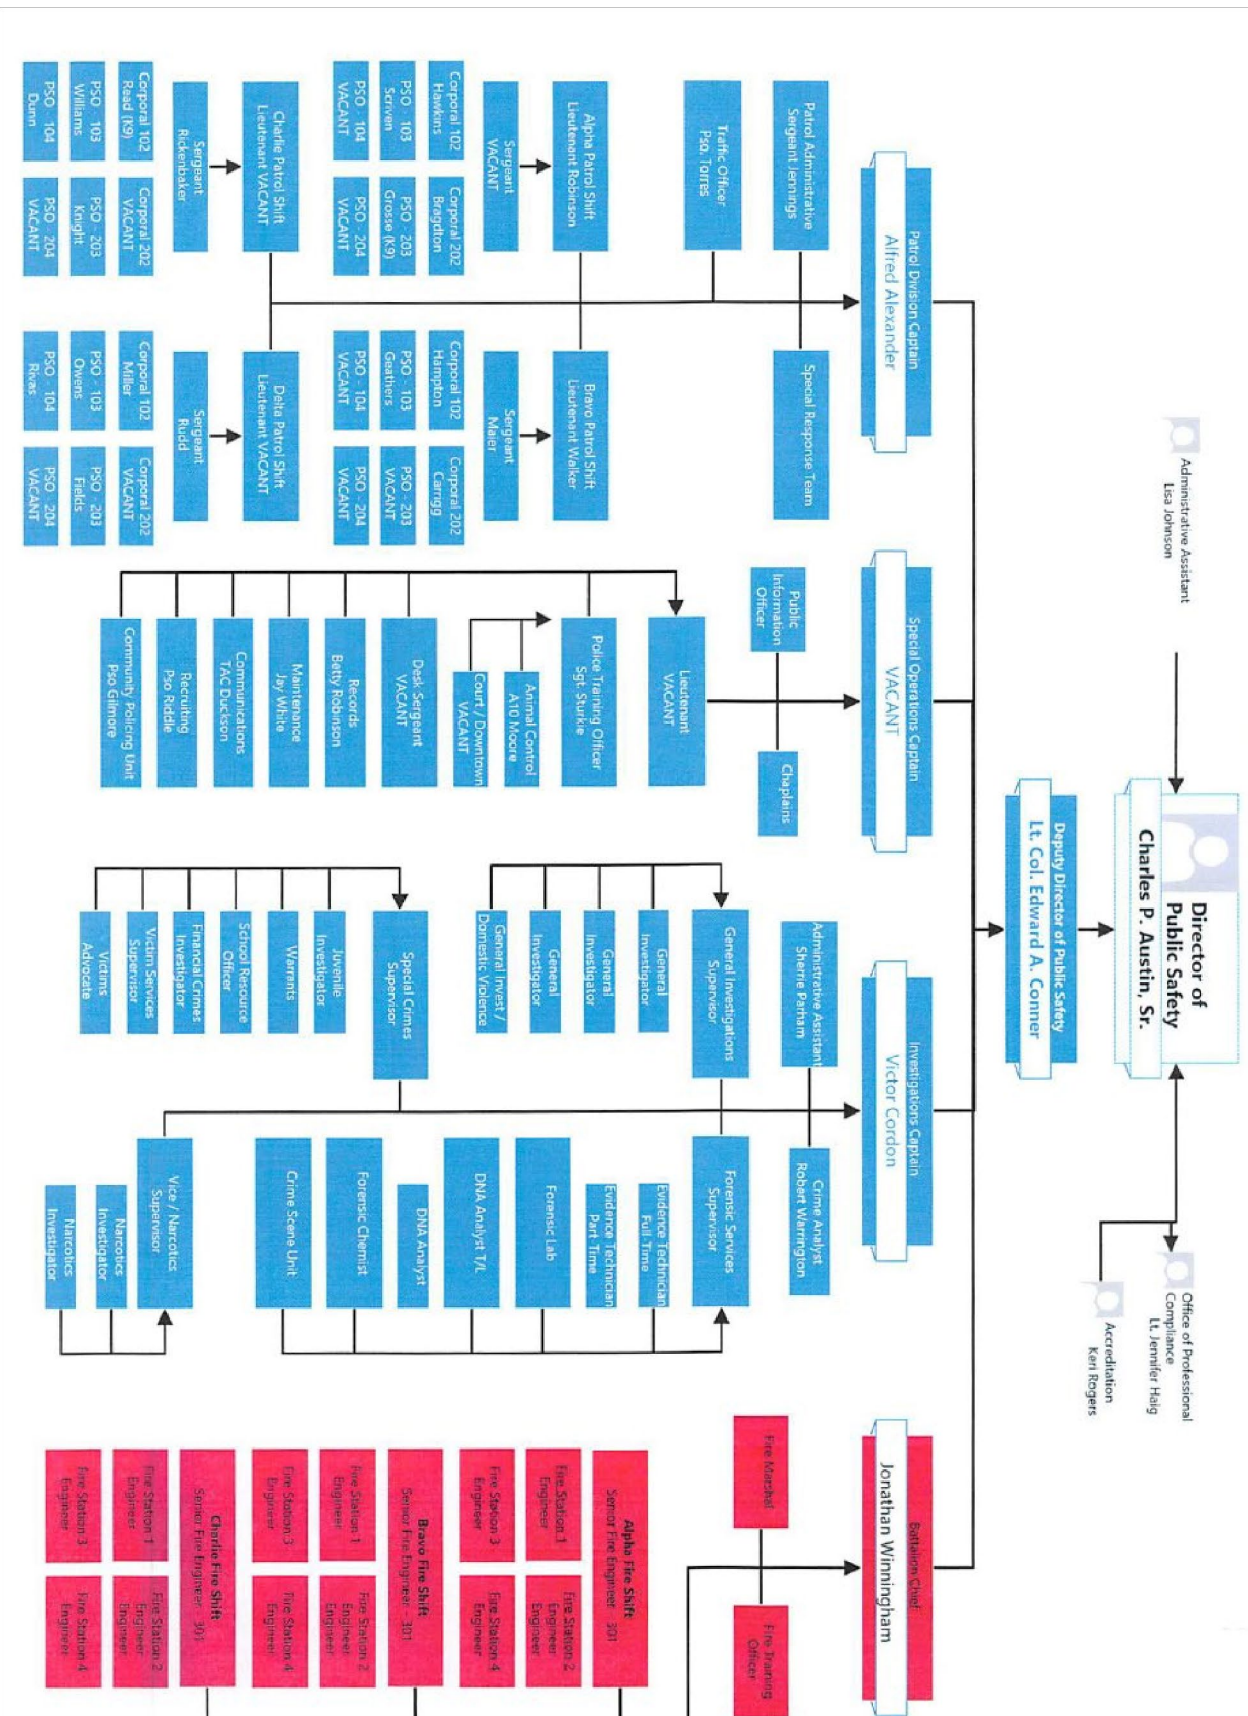 Director of
Public Safety
Charles P. Austin, Sr.
Administrative Assistant
Lisa Johnson
Office of Professional
Compliance
Lt. Jennifer Haig
Accreditation
Keri Rogers
Deputy Director of Public Safety
Lt. Col. Edward A. Conner
Patrol Division Captain
Alfred Alexander
Patrol Administrative
Sergeant Jennings
Special Response Team
Traffic Officer
Pso. Torres
Alpha Patrol Shift
Lieutenant Robinson
Sergeant
VACANT
Corporal 102
Hawkins
Corporal 202
Bragdton
PSO - 103
Scriven
PSO - 203
Grosse (K9)
PSO - 104
VACANT
PSO - 204
VACANT
Bravo Patrol Shift
Lieutenant Walker
Sergeant
Maier
Corporal 102
Hampton
Corporal 202
Carrigg
PSO - 103
Geathers
PSO - 203
VACANT
PSO - 104
VACANT
PSO - 204
VACANT
Charlie Patrol Shift
Lieutenant VACANT
Sergeant
Rickenbaker
Corporal 102
Read (K9)
Corporal 202
VACANT
PSO - 103
Williams
PSO - 203
Knight
PSO - 104
Dunn
PSO - 204
VACANT
Delta Patrol Shift
Lieutenant VACANT
Sergeant
Rudd
Corporal 102
Miller
Corporal 202
VACANT
PSO - 103
Owens
PSO - 203
Fields
PSO - 104
Rivas
PSO - 204
VACANT
Special Operations Captain
VACANT
Public
Information
Officer
Chaplains
Lieutenant
VACANT
Police Training Officer
Sgt. Sturkie
Animal Control
A10 Moore
Court / Downtown
VACANT
Desk Sergeant
VACANT
Records
Betty Robinson
Maintenance
Jay White
Communications
TAC Duckson
Recruiting
Pso Riddle
Community Policing Unit
Pso Gilmore
Investigations Captain
Victor Cordon
Administrative Assistant
Sherrie Parham
Crime Analyst
Robert Warrington
General Investigations
Supervisor
General
Investigator
General
Investigator
General
Investigator
General Invest /
Domestic Violence
Special Crimes
Supervisor
Juvenile
Investigator
Warrants
School Resource
Officer
Financial Crimes
Investigator
Victim Services
Supervisor
Victims
Advocate
Forensic Services
Supervisor
Evidence Technician
Full-Time
Evidence Technician
Part-Time
Forensic Lab
DNA Analyst T/L
DNA Analyst
Forensic Chemist
Crime Scene Unit
Vice / Narcotics
Supervisor
Narcotics
Investigator
Narcotics
Investigator
Battalion Chief
Jonathan Winningham
Fire Marshal
Fire Training
Officer
Alpha Fire Shift
Senior Fire Engineer - 301
Fire Station 1
Engineer
Fire Station 2
Engineer
Engineer
Fire Station 3
Engineer
Fire Station 4
Engineer
Bravo Fire Shift
Senior Fire Engineer - 301
Fire Station 1
Engineer
Fire Station 2
Engineer
Engineer
Fire Station 3
Engineer
Fire Station 4
Engineer
Charlie Fire Shift
Senior Fire Engineer - 301
Fire Station 1
Engineer
Fire Station 2
Engineer
Engineer
Fire Station 3
Engineer
Fire Station 4
Engineer